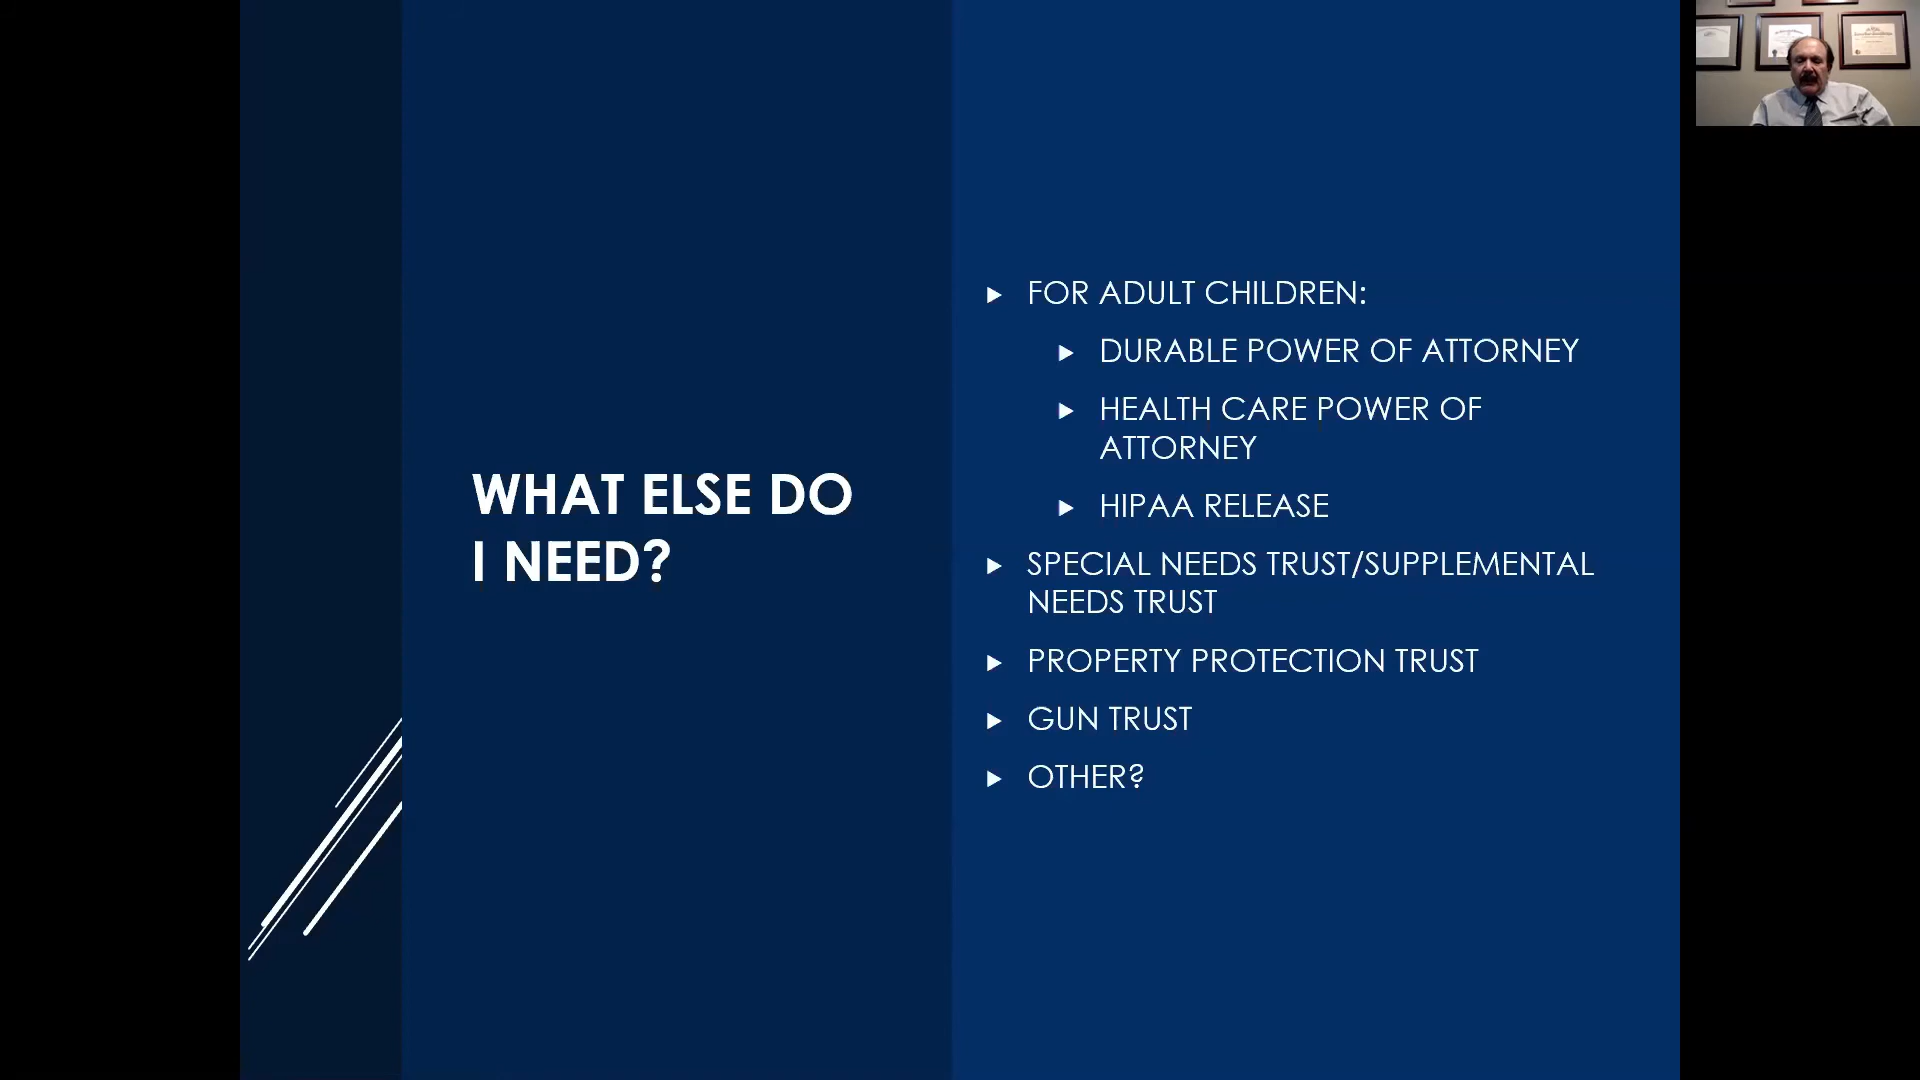 WHAT ELSE DO
I NEED?
FOR ADULT CHILDREN:
DURABLE POWER OF ATTORNEY
HEALTH CARE POWER OF
ATTORNEY
HIPAA RELEASE
SPECIAL NEEDS TRUST/SUPPLEMENTAL
NEEDS TRUST
PROPERTY PROTECTION TRUST
GUN TRUST
OTHER?